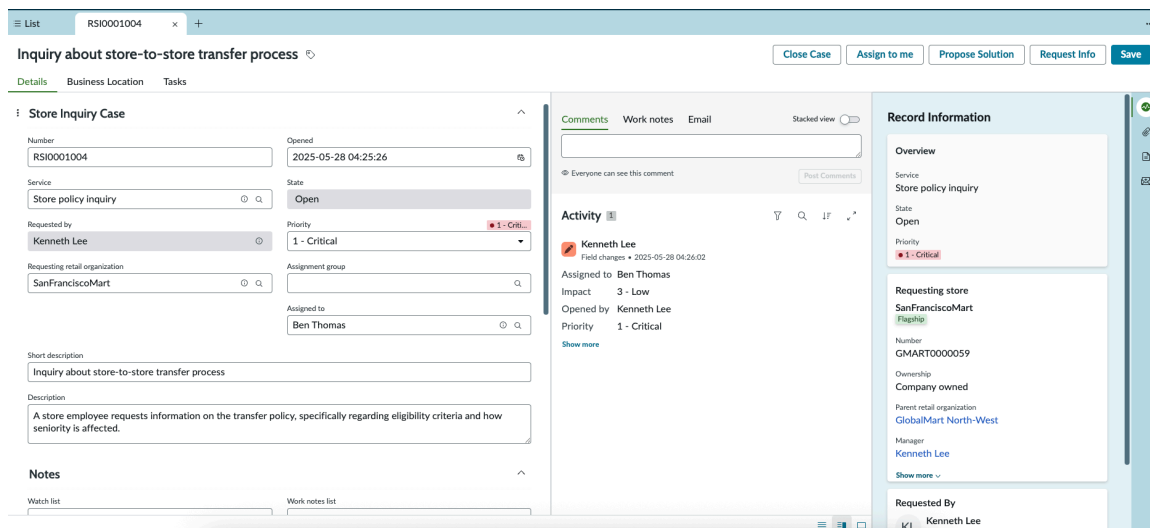 List
RSI0001004
Inquiry about store-to-store transfer process
Close Case
Assign to me
Propose Solution
Request Info
Save
Details
Business Location
Tasks
Store Inquiry Case
Number
RSI0001004
Opened
2025-05-28 04:25:26
Service
Store policy inquiry
State
Open
Requested by
Kenneth Lee
Priority
1 - Criti...
1 - Critical
Requesting retail organization
SanFranciscoMart
Assignment group
Assigned to
Ben Thomas
Short description
Inquiry about store-to-store transfer process
Description
A store employee requests information on the transfer policy, specifically regarding eligibility criteria and how
seniority is affected.
Notes
Watch list
Work notes list
Comments
Work notes
Email
Stacked view
Everyone can see this comment
Post Comments
Activity 1
Kenneth Lee
Field changes • 2025-05-28 04:26:02
Assigned to Ben Thomas
Impact 3 - Low
Opened by Kenneth Lee
Priority 1 - Critical
Show more
Record Information
Overview
Service
Store policy inquiry
State
Open
Priority
1 - Critical
Requesting store
SanFranciscoMart
Flagship
Number
GMART0000059
Ownership
Company owned
Parent retail organization
GlobalMart North-West
Manager
Kenneth Lee
Show more
Requested By
KL
Kenneth Lee